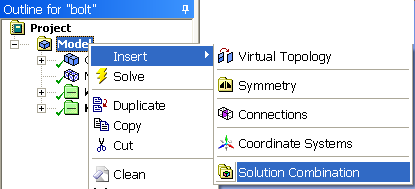 Outline for "bolt"
Project
Model
Insert
Solve
Duplicate
Copy
Cut
Clean
Virtual Topology
Symmetry
Connections
Coordinate Systems
Solution Combination